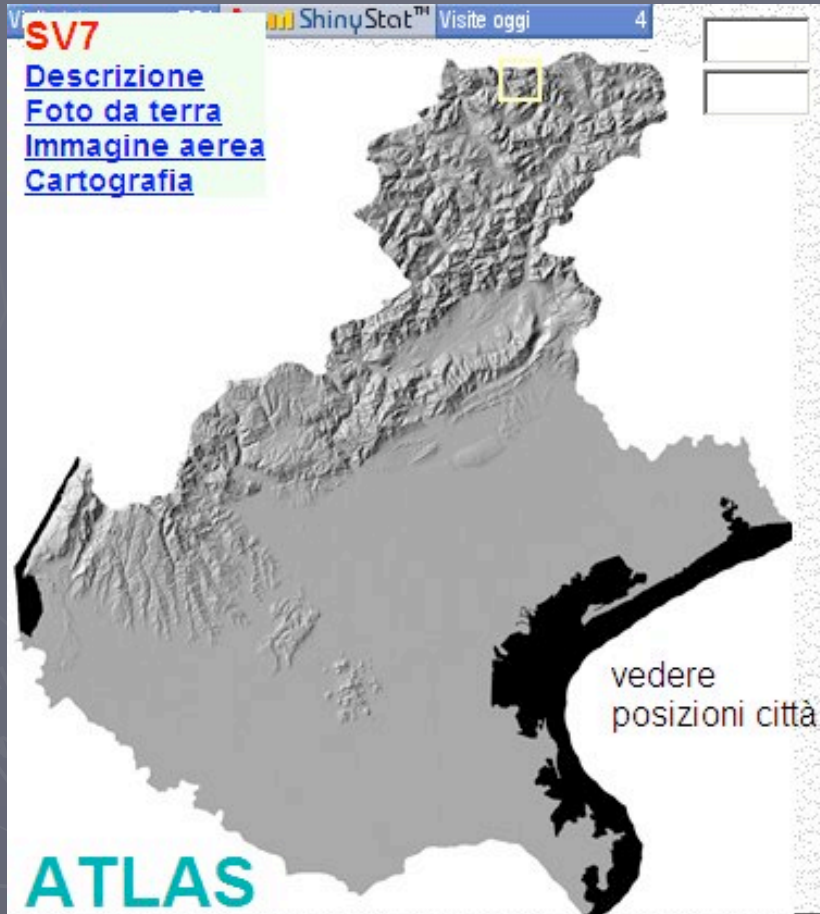 ShinyStat™ Visite oggi 4
SV7
Descrizione
Foto da terra
Immagine aerea
Cartografia
vedere
posizioni città
ATLAS